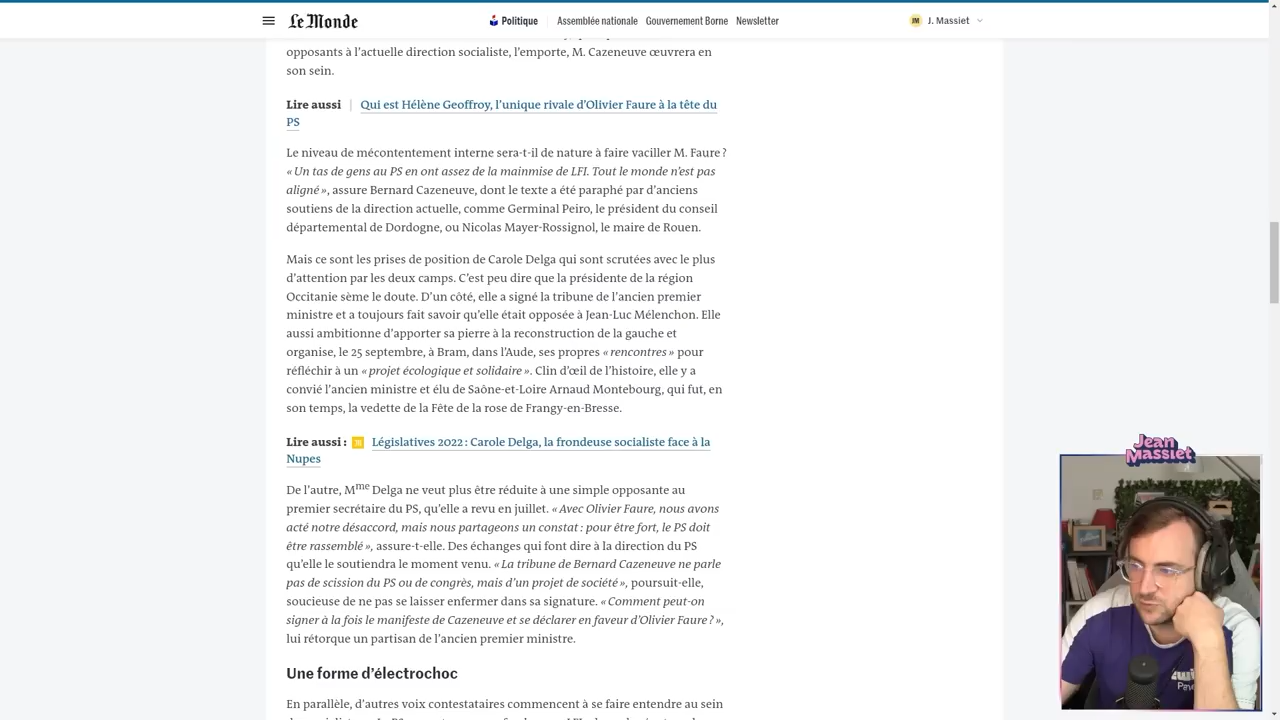 Le Monde
Politique
Assemblée nationale
Gouvernement Borne
Newsletter
JM
J. Massiet
opposants à l'actuelle direction socialiste, l'emporte, M. Cazeneuve œuvrera en
son sein.
Lire aussi | Qui est Hélène Geoffroy, l'unique rivale d'Olivier Faure à la tête du
PS
Le niveau de mécontentement interne sera-t-il de nature à faire vaciller M. Faure ?
« Un tas de gens au PS en ont assez de la mainmise de LFI. Tout le monde n'est pas
aligné », assure Bernard Cazeneuve, dont le texte a été paraphé par d'anciens
soutiens de la direction actuelle, comme Germinal Peiro, le président du conseil
départemental de Dordogne, ou Nicolas Mayer-Rossignol, le maire de Rouen.
Mais ce sont les prises de position de Carole Delga qui sont scrutées avec le plus
d'attention par les deux camps. C'est peu dire que la présidente de la région
Occitanie sème le doute. D'un côté, elle a signé la tribune de l'ancien premier
ministre et a toujours fait savoir qu'elle était opposée à Jean-Luc Mélenchon. Elle
aussi ambitionne d'apporter sa pierre à la reconstruction de la gauche et
organise, le 25 septembre, à Bram, dans l'Aude, ses propres « rencontres » pour
réfléchir à un « projet écologique et solidaire ». Clin d'œil de l'histoire, elle y a
convié l'ancien ministre et élu de Saône-et-Loire Arnaud Montebourg, qui fut, en
son temps, la vedette de la Fête de la rose de Frangy-en-Bresse.
Lire aussi : Législatives 2022 : Carole Delga, la frondeuse socialiste face à la
Nupes
De l'autre, Mme Delga ne veut plus être réduite à une simple opposante au
premier secrétaire du PS, qu'elle a revu en juillet. « Avec Olivier Faure, nous avons
acté notre désaccord, mais nous partageons un constat : pour être fort, le PS doit
être rassemblé », assure-t-elle. Des échanges qui font dire à la direction du PS
qu'elle le soutiendra le moment venu. « La tribune de Bernard Cazeneuve ne parle
pas de scission du PS ou de congrès, mais d'un projet de société », poursuit-elle,
soucieuse de ne pas se laisser enfermer dans sa signature. « Comment peut-on
signer à la fois le manifeste de Cazeneuve et se déclarer en faveur d'Olivier Faure ? »,
lui rétorque un partisan de l'ancien premier ministre.
Une forme d'électrochoc
En parallèle, d'autres voix contestataires commencent à se faire entendre au sein
Jean
Massiet